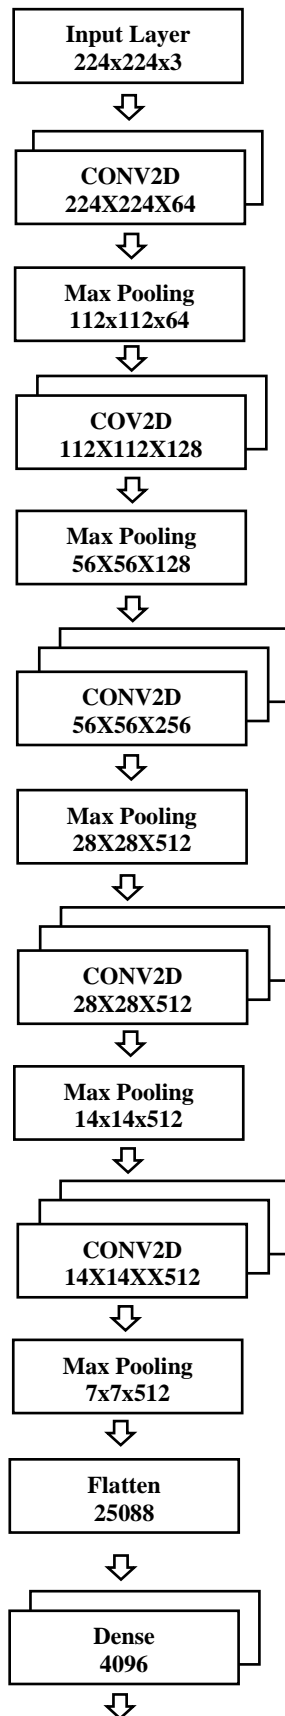 Input Layer
224x224x3
CONV2D
224X224X64
Max Pooling
112x112x64
COV2D
112X112X128
Max Pooling
56X56X128
CONV2D
56X56X256
Max Pooling
28X28X512
CONV2D
28X28X512
Max Pooling
14x14x512
CONV2D
14X14XX512
Max Pooling
7x7x512
Flatten
25088
Dense
4096